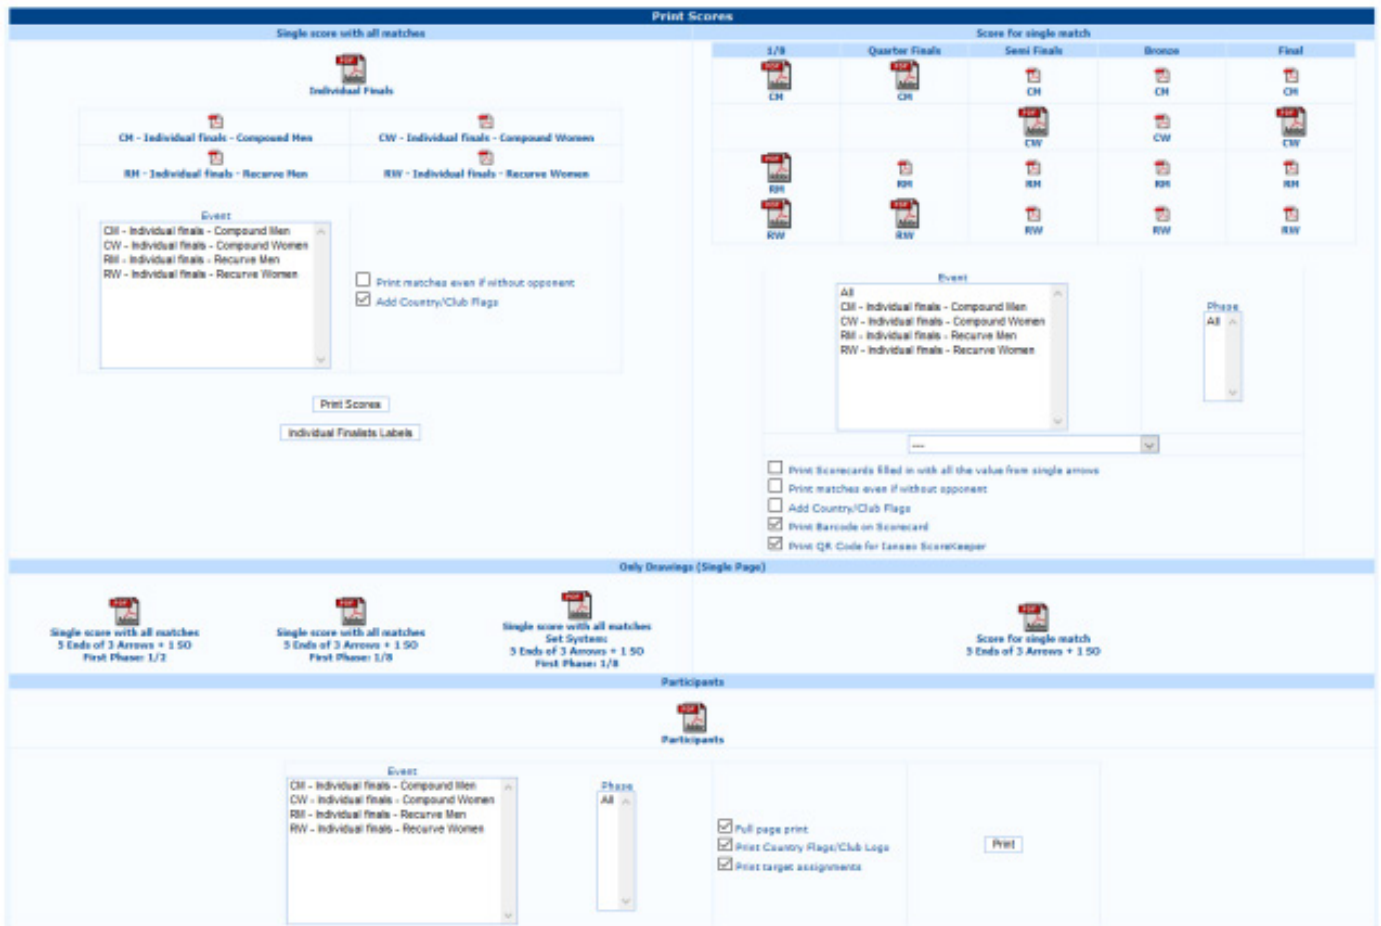 Print Scores
Single score with all matches
Individual Finals
CM - Individual finals - Compound Men
CW - Individual finals - Compound Women
RM - Individual finals - Recurve Men
RW - Individual finals - Recurve Women
Event
CM - Individual finals - Compound Men
CW - Individual finals - Compound Women
RM - Individual finals - Recurve Men
RW - Individual finals - Recurve Women
Print matches even if without opponent
Add Country/Club Flags
Print Scores
Individual Finalists Labels
Score for single match
1/8 Quarter Finals Semi Finals Bronze Final
CM CM CM CM CM
CW CW CW
RM RM RM RM RM
RW RW RW RW RW
Event
All
CM - Individual finals - Compound Men
CW - Individual finals - Compound Women
RM - Individual finals - Recurve Men
RW - Individual finals - Recurve Women
Phase
All
---
Print Scorecards filled in with all the value from single arrows
Print matches even if without opponent
Add Country/Club Flags
Print Barcode on Scorecard
Print QR Code for Ianseo ScoreKeeper
Only Drawings (Single Page)
Single score with all matches
5 Ends of 3 Arrows + 1 SO
First Phase: 1/2
Single score with all matches
5 Ends of 3 Arrows + 1 SO
First Phase: 1/8
Single score with all matches
Set System:
5 Ends of 3 Arrows + 1 SO
First Phase: 1/8
Score for single match
5 Ends of 3 Arrows + 1 SO
Participants
Participants
Event
CM - Individual finals - Compound Men
CW - Individual finals - Compound Women
RM - Individual finals - Recurve Men
RW - Individual finals - Recurve Women
Phase
All
Full page print
Print Country Flags/Club Logo
Print target assignments
Print